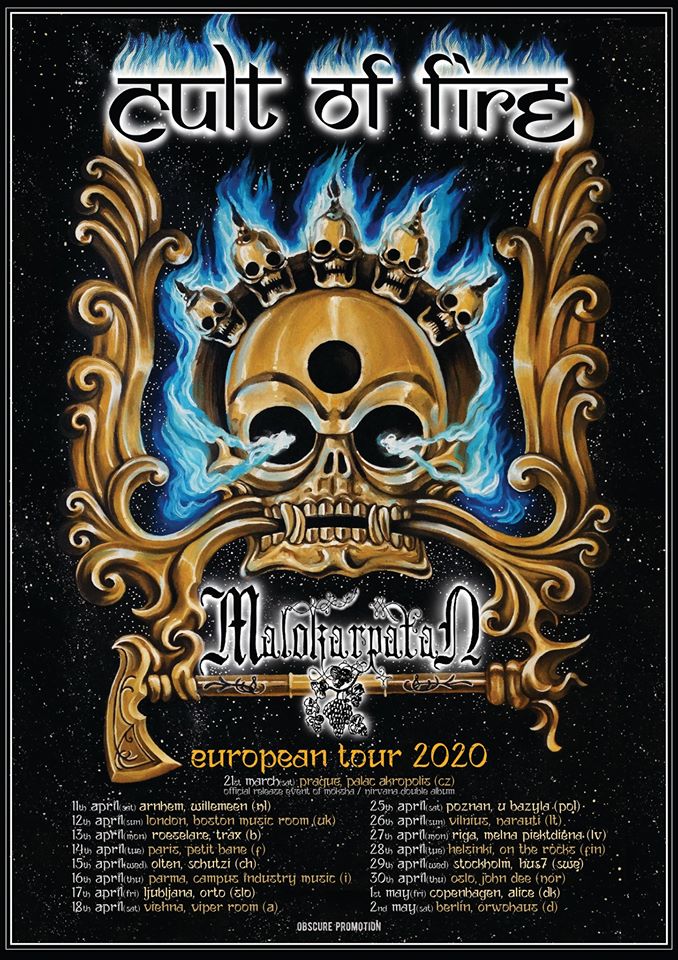 cult of fire
Malokarpatan
european tour 2020
21st march(sat) prague, palac akropolis (cz)
official release event of moksha / nirvana double album
11th april(sat) arnhem, willemeen (nl)
12th april(sun) london, boston music room (uk)
13th april(mon) roeselare, träx (b)
14th april(tue) paris, petit bane (f)
15th april(wed) olten, schutzi (ch)
16th april(thu) parma, campus industry music (i)
17th april(fri) ljubljana, orto (slo)
18th april(sat) vienna, viper room (a)
25th april(sat) poznan, u bazyla (pol)
26th april(sun) vilnius, narauti (lt)
27th april(mon) riga, melna piektdiena (lv)
28th april(tue) helsinki, on the rocks (fin)
29th april(wed) stockholm, hus7 (swe)
30th april(thu) oslo, john dee (nor)
1st may(fri) copenhagen, alice (dk)
2nd may(sat) berlin, orwohaus (d)
OBSCURE PROMOTION